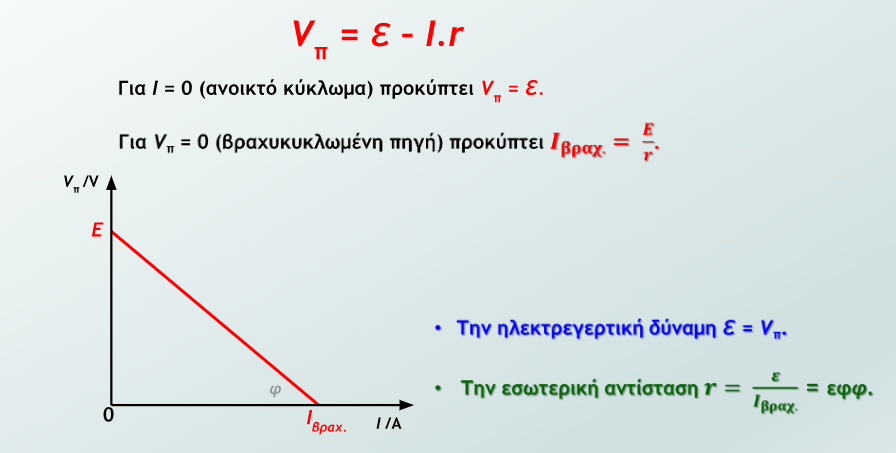 Vπ = Ɛ – I.r
Για I = 0 (ανοικτό κύκλωμα) προκύπτει Vπ = Ɛ.
Για Vπ = 0 (βραχυκυκλωμένη πηγή) προκύπτει Iβραχ. = E/r.
Vπ /V
E
φ
0
Iβραχ.
I /A
• Την ηλεκτρεγερτική δύναμη Ɛ = Vπ.
• Την εσωτερική αντίσταση r = ε/Iβραχ. = εφφ.